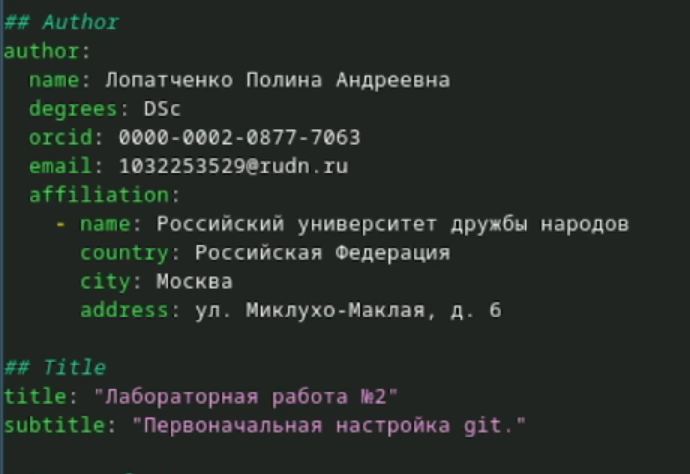 ## Author
author:
name: Лопатченко Полина Андреевна
degrees: DSc
orcid: 0000-0002-0877-7063
email: 1032253529@rudn.ru
affiliation:
- name: Российский университет дружбы народов
country: Российская Федерация
city: Москва
address: ул. Миклухо-Маклая, д. 6
## Title
title: "Лабораторная работа №2"
subtitle: "Первоначальная настройка git."